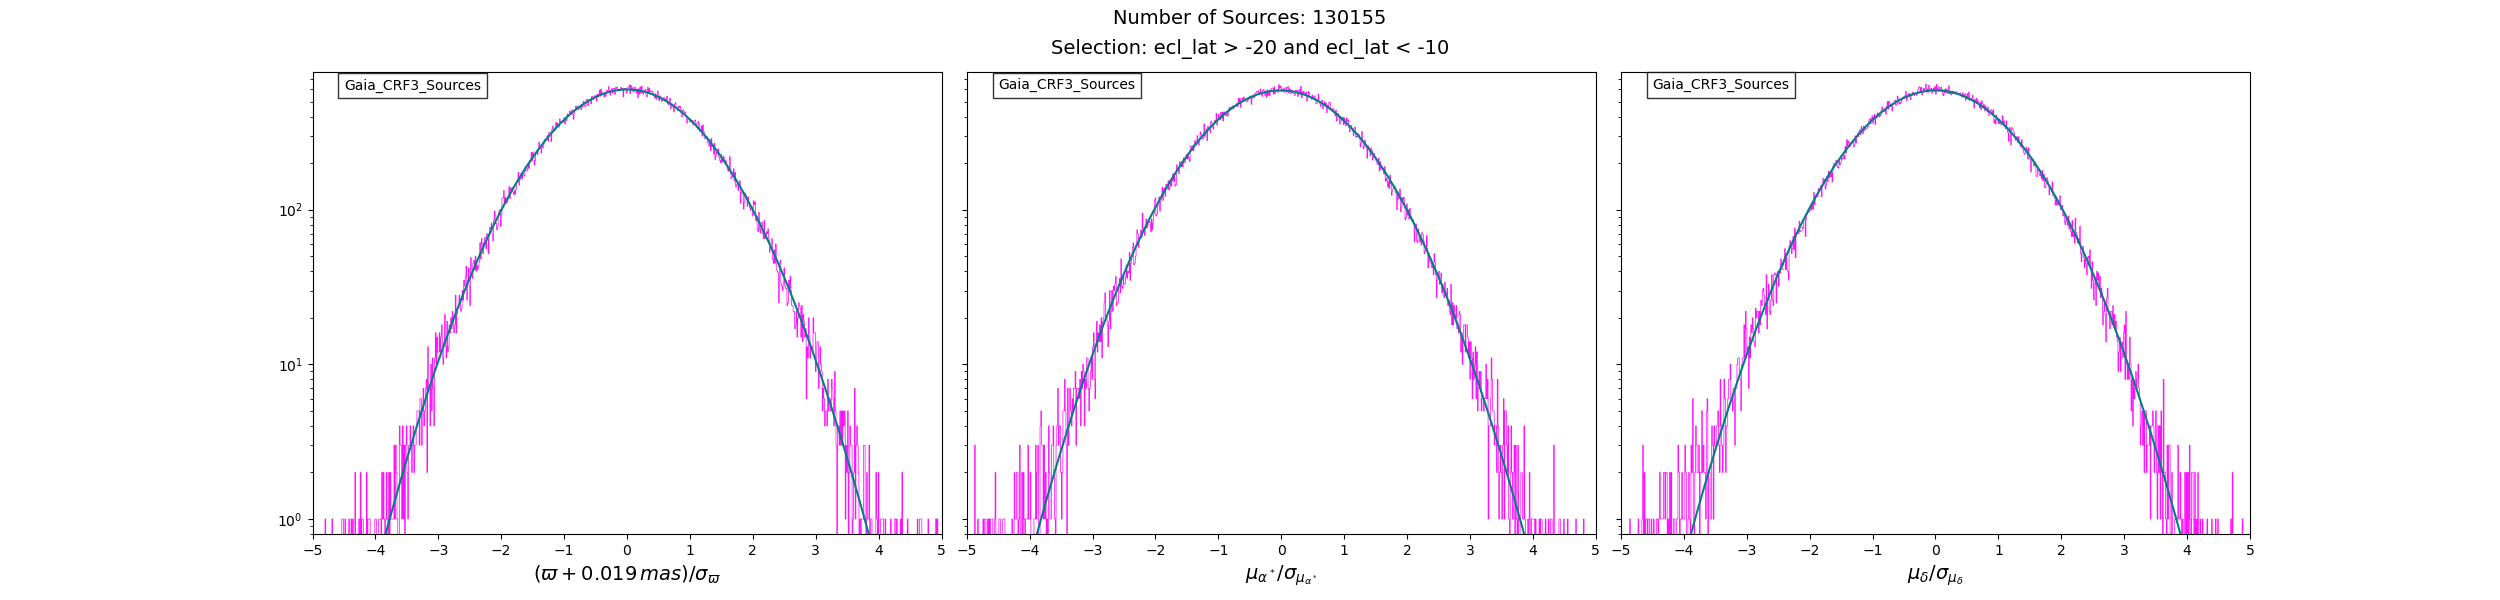 Number of Sources: 130155
Selection: ecl_lat > -20 and ecl_lat < -10
Gaia_CRF3_Sources Gaia_CRF3_Sources Gaia_CRF3_Sources
10²
10¹
10⁰
−5 −4 −3 −2 −1 0 1 2 3 4 5 −5 −4 −3 −2 −1 0 1 2 3 4 5 −5 −4 −3 −2 −1 0 1 2 3 4 5
(ϖ + 0.019 mas)/σ_ϖ μ_α*/σ_μ_α* μ_δ/σ_μ_δ